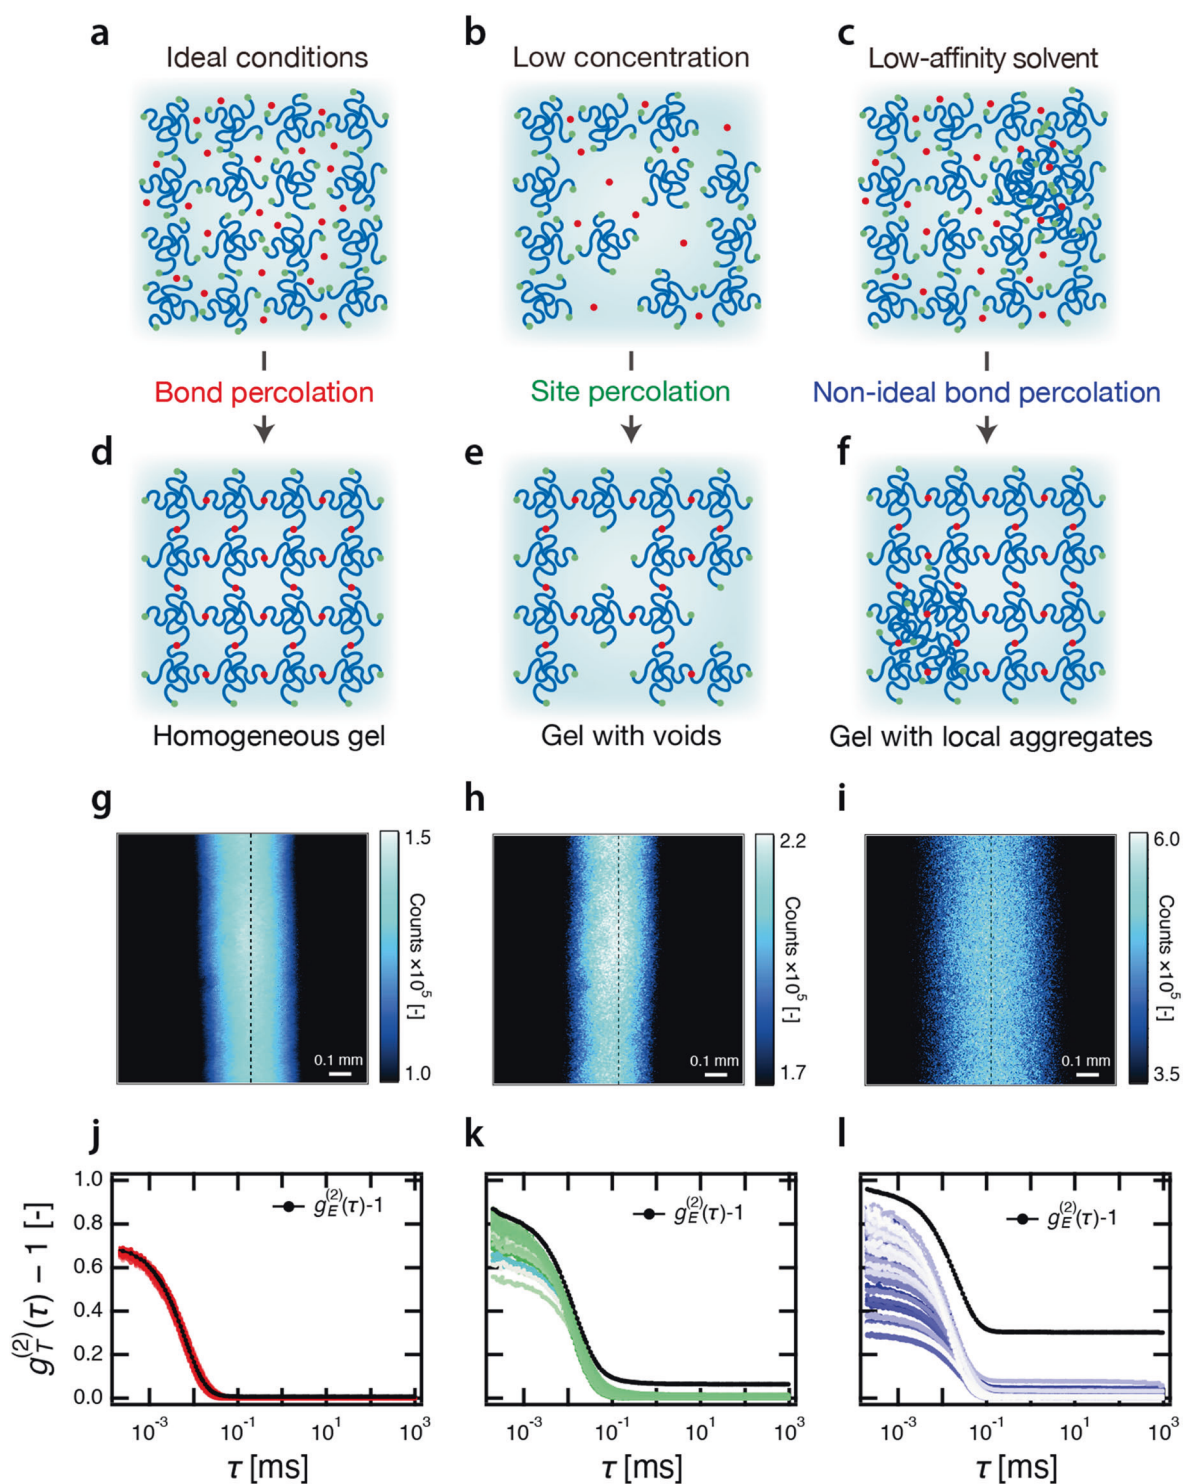 a
b
c
Ideal conditions
Low concentration
Low-affinity solvent
Bond percolation
Site percolation
Non-ideal bond percolation
d
e
f
Homogeneous gel
Gel with voids
Gel with local aggregates
g
h
i
1.5
Counts ×10⁵ [-]
1.0
0.1 mm
2.2
Counts ×10⁵ [-]
1.7
0.1 mm
6.0
Counts ×10⁵ [-]
3.5
0.1 mm
j
k
l
g_T^(2)(τ) − 1 [-]
1.0
0.8
0.6
0.4
0.2
0.0
g_E^(2)(τ)-1
g_E^(2)(τ)-1
g_E^(2)(τ)-1
10⁻³ 10⁻¹ 10¹ 10³
10⁻³ 10⁻¹ 10¹ 10³
10⁻³ 10⁻¹ 10¹ 10³
τ [ms]
τ [ms]
τ [ms]